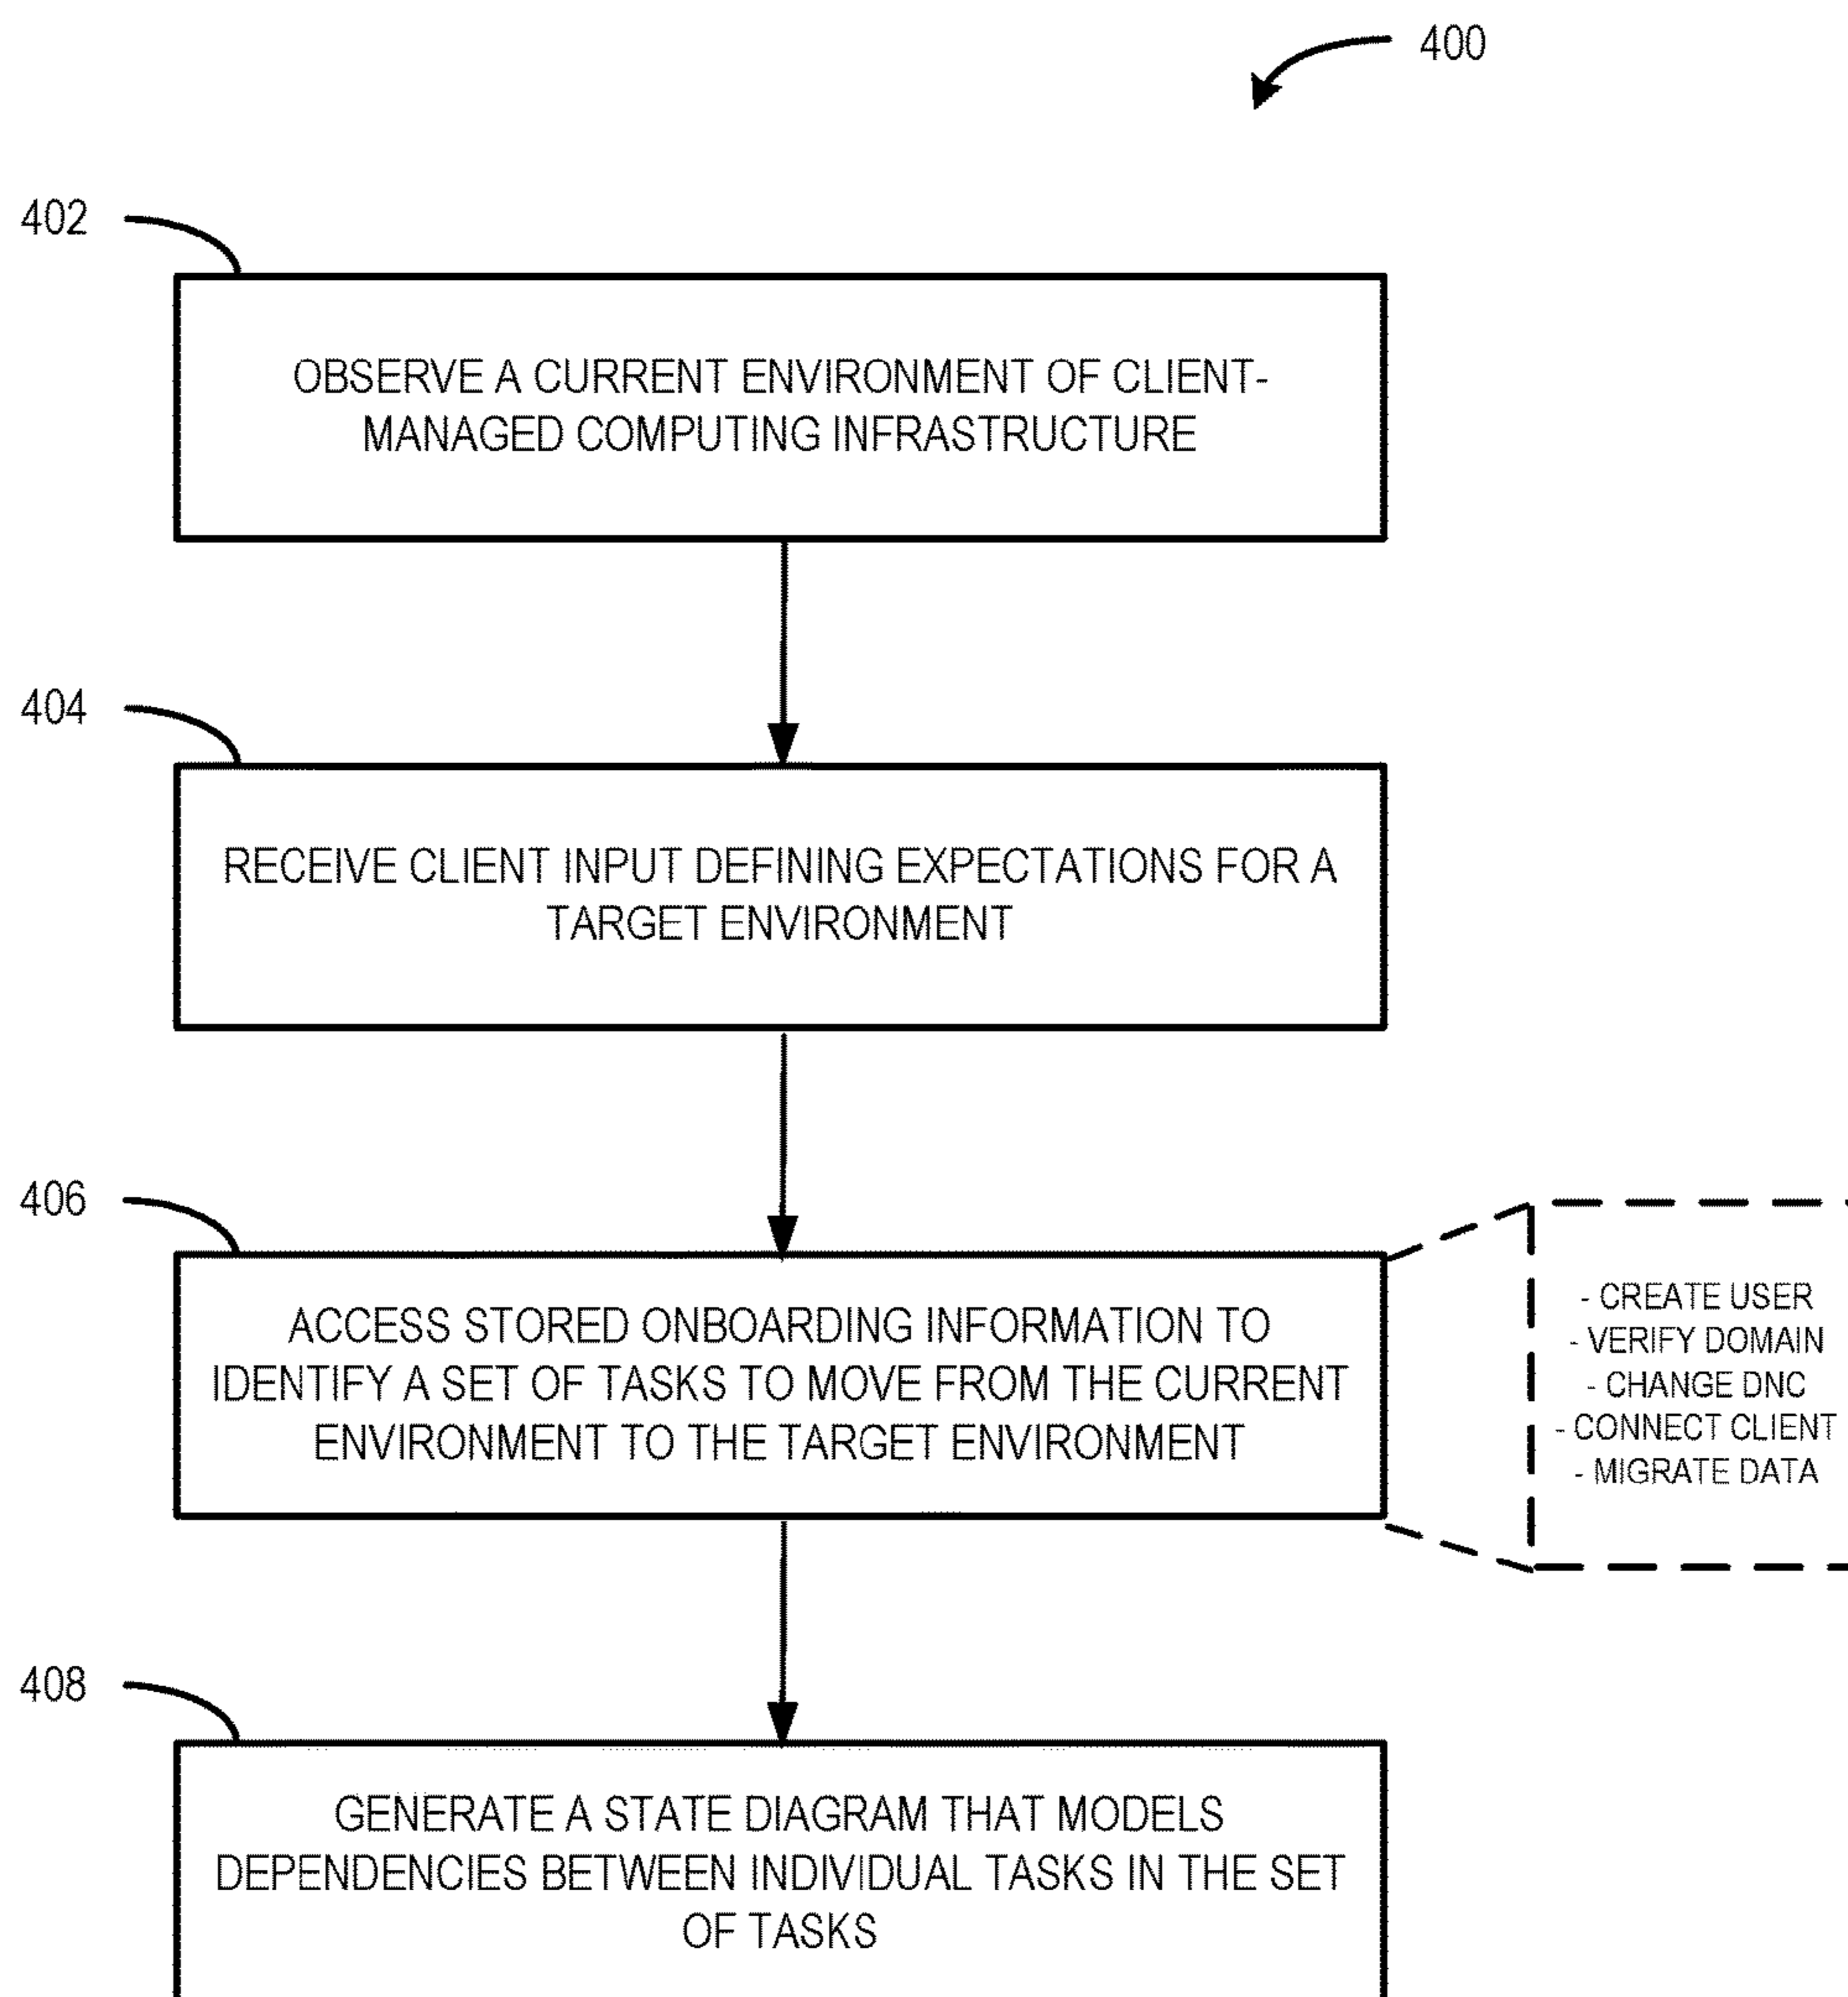 400
402
OBSERVE A CURRENT ENVIRONMENT OF CLIENT-
MANAGED COMPUTING INFRASTRUCTURE
404
RECEIVE CLIENT INPUT DEFINING EXPECTATIONS FOR A
TARGET ENVIRONMENT
406
ACCESS STORED ONBOARDING INFORMATION TO
IDENTIFY A SET OF TASKS TO MOVE FROM THE CURRENT
ENVIRONMENT TO THE TARGET ENVIRONMENT
- CREATE USER
- VERIFY DOMAIN
- CHANGE DNC
- CONNECT CLIENT
- MIGRATE DATA
408
GENERATE A STATE DIAGRAM THAT MODELS
DEPENDENCIES BETWEEN INDIVIDUAL TASKS IN THE SET
OF TASKS